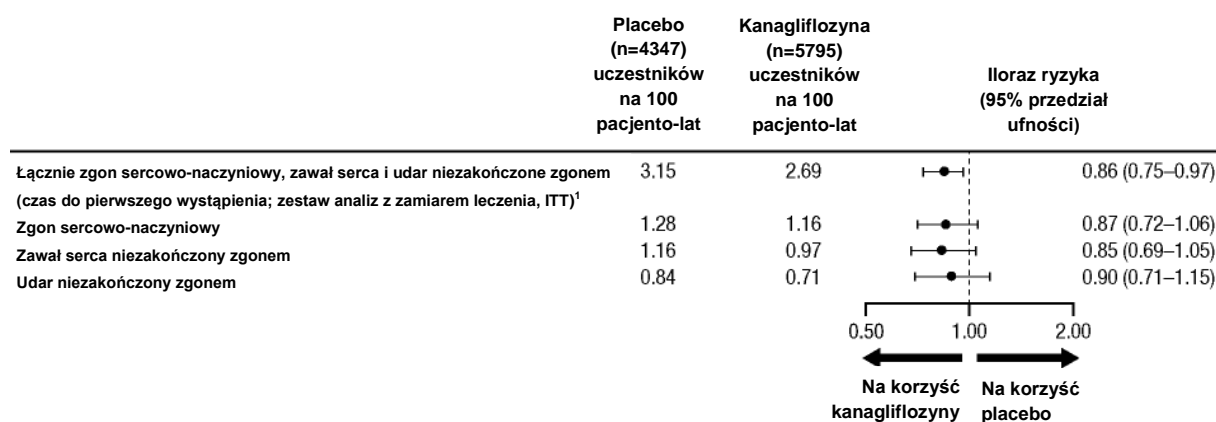 Placebo
(n=4347)
uczestników
na 100
pacjento-lat
Kanagliflozyna
(n=5795)
uczestników
na 100
pacjento-lat
Iloraz ryzyka
(95% przedział
ufności)
Łącznie zgon sercowo-naczyniowy, zawał serca i udar niezakończone zgonem 3.15 2.69 0.86 (0.75–0.97)
(czas do pierwszego wystąpienia; zestaw analiz z zamiarem leczenia, ITT)1
Zgon sercowo-naczyniowy 1.28 1.16 0.87 (0.72–1.06)
Zawał serca niezakończony zgonem 1.16 0.97 0.85 (0.69–1.05)
Udar niezakończony zgonem 0.84 0.71 0.90 (0.71–1.15)
0.50 1.00 2.00
Na korzyść
kanagliflozyny
Na korzyść
placebo